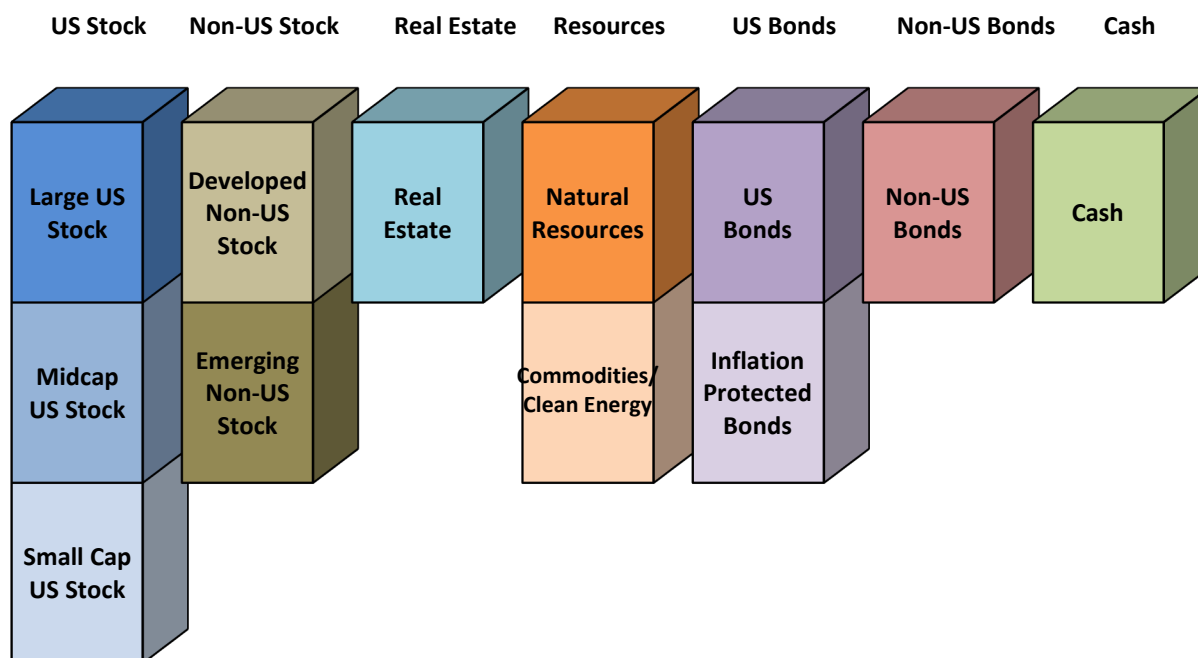 US Stock Non-US Stock Real Estate Resources US Bonds Non-US Bonds Cash
Large US
Stock
Developed
Non-US
Stock
Real
Estate
Natural
Resources
US
Bonds
Non-US
Bonds
Cash
Midcap
US Stock
Emerging
Non-US
Stock
Commodities/
Clean Energy
Inflation
Protected
Bonds
Small Cap
US Stock